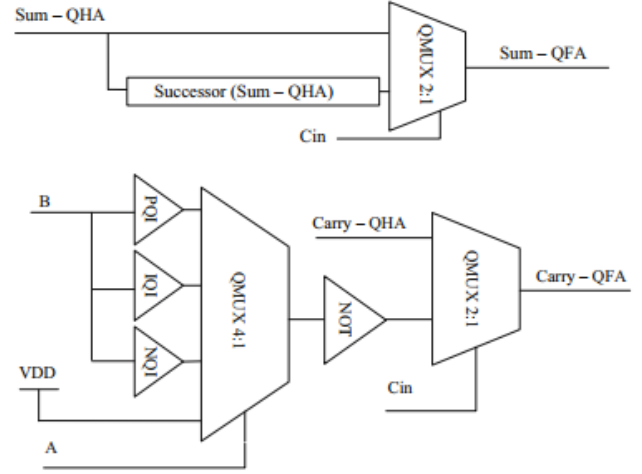 Sum – QHA
QMUX 2:1
Sum – QFA
Successor (Sum – QHA)
Cin
B
PQI
IQI
NQI
VDD
A
QMUX 4:1
NOT
Carry – QHA
QMUX 2:1
Carry – QFA
Cin